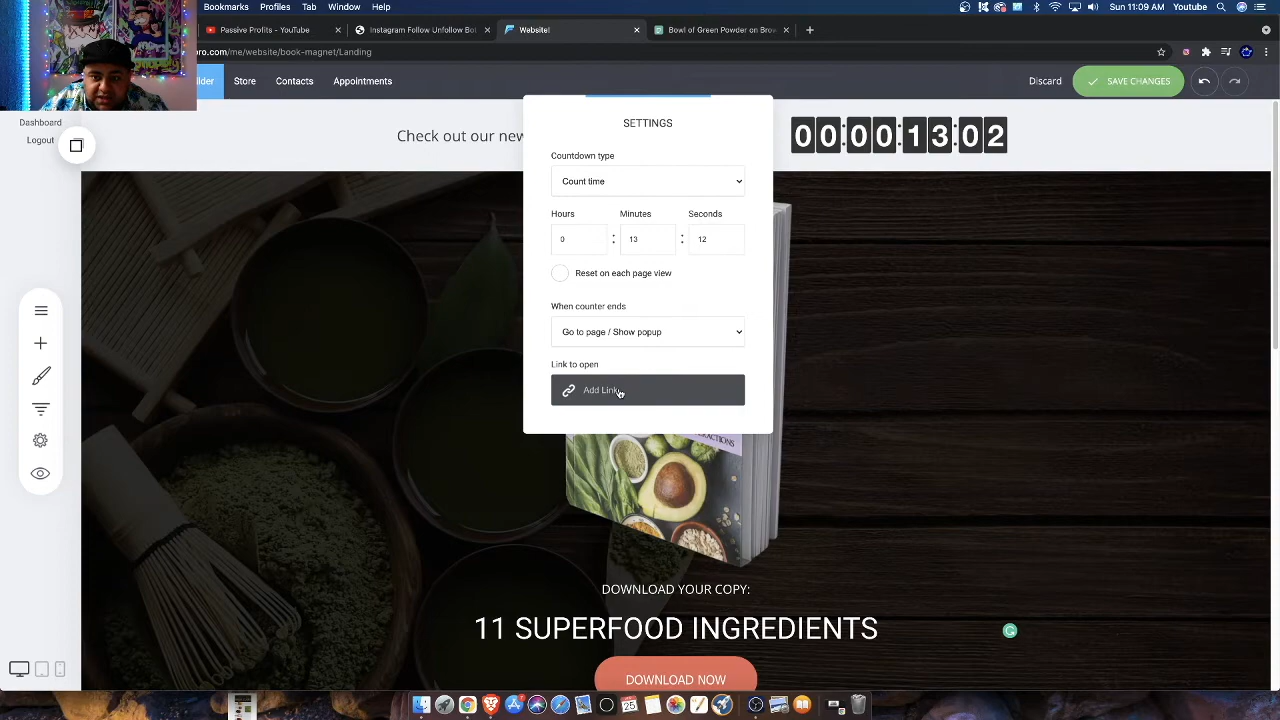 Bookmarks Profiles Tab Window Help
Sun 11:09 AM Youtube
Passive Profits - YouTube
Instagram Follow Unfollow Bot
Website!
Bowl of Green Powder on Brow
pro.com/me/website/book-magnet/Landing
ilder Store Contacts Appointments
Discard SAVE CHANGES
Dashboard
Logout
Check out our new
00:00:13:02
SETTINGS
Countdown type
Count time
Hours Minutes Seconds
0 : 13 : 12
Reset on each page view
When counter ends
Go to page / Show popup
Link to open
Add Link
DOWNLOAD YOUR COPY:
11 SUPERFOOD INGREDIENTS
DOWNLOAD NOW
25